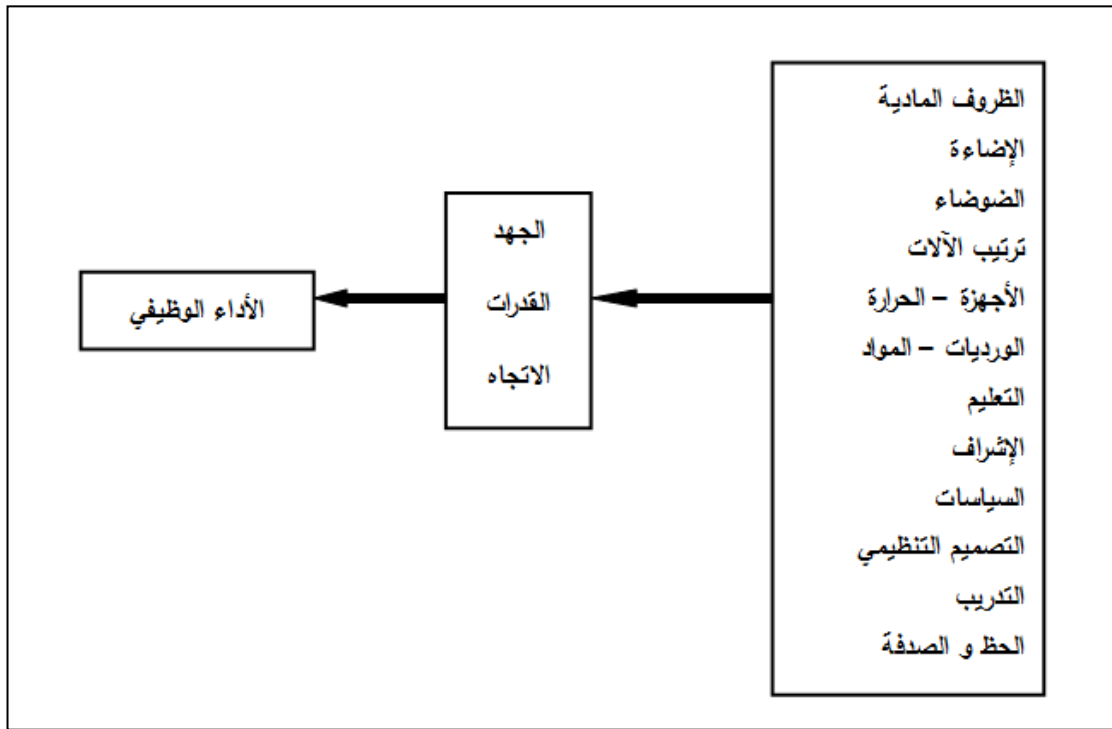 الظروف المادية
الإضاءة
الضوضاء
ترتيب الآلات
الأجهزة – الحرارة
الورديات – المواد
التعليم
الإشراف
السياسات
التصميم التنظيمي
التدريب
الحظ و الصدفة
الجهد
القدرات
الاتجاه
الأداء الوظيفي